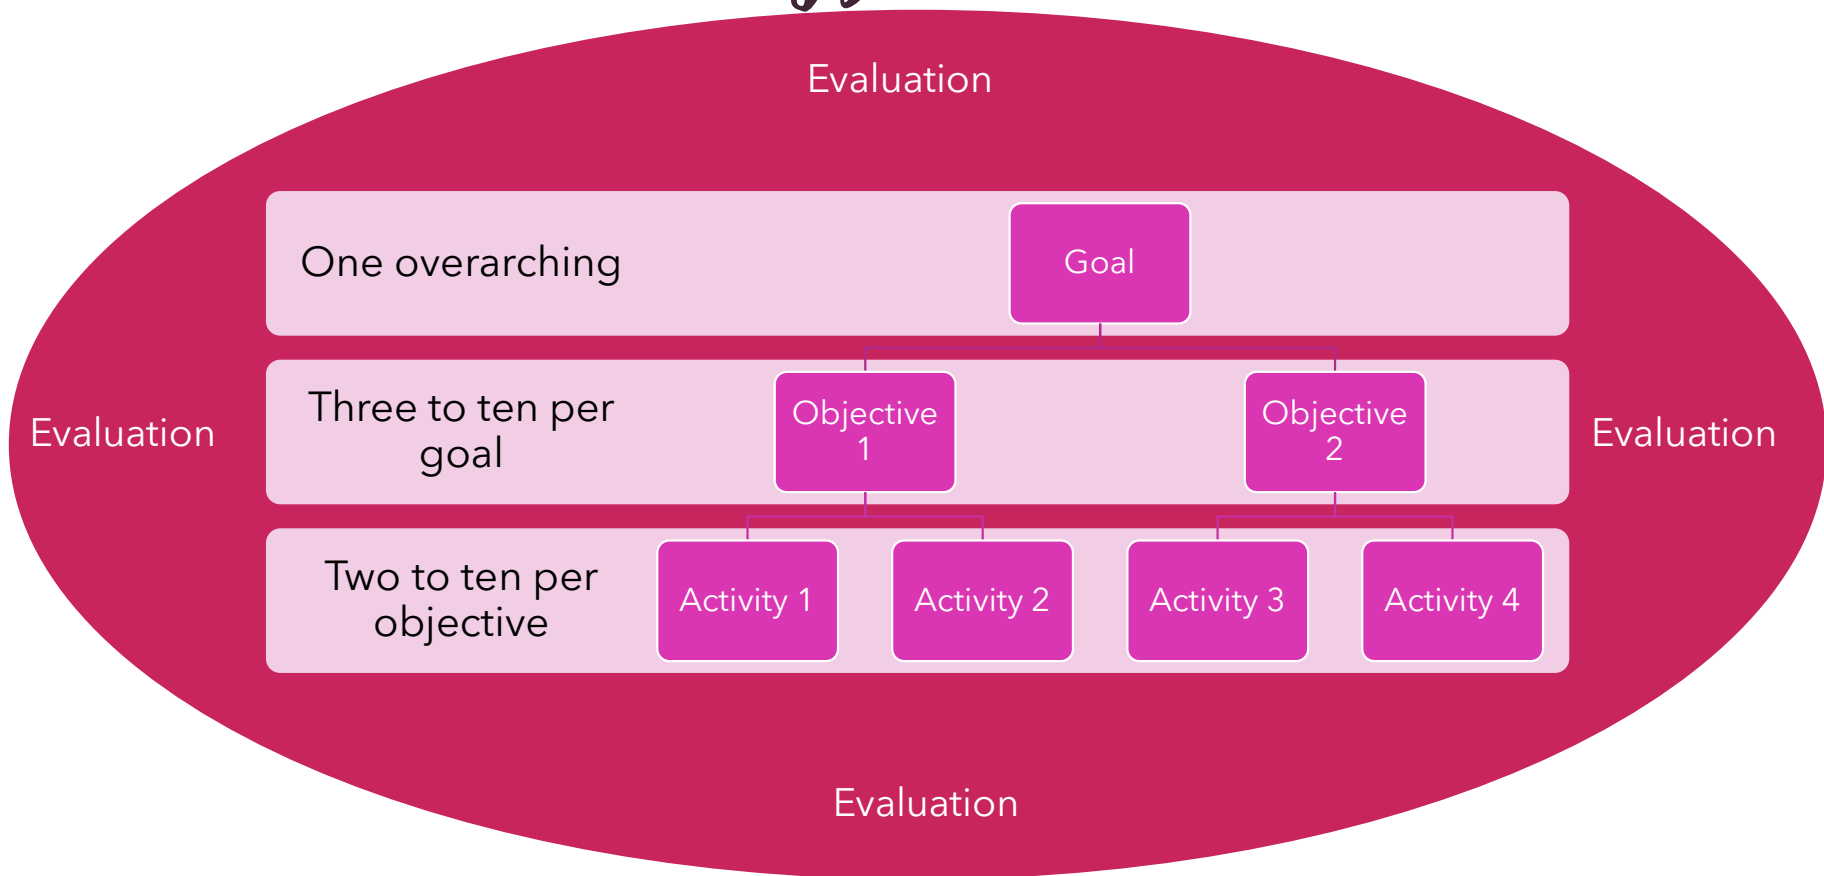 Evaluation
One overarching
Goal
Evaluation
Three to ten per
goal
Objective
1
Objective
2
Evaluation
Two to ten per
objective
Activity 1
Activity 2
Activity 3
Activity 4
Evaluation